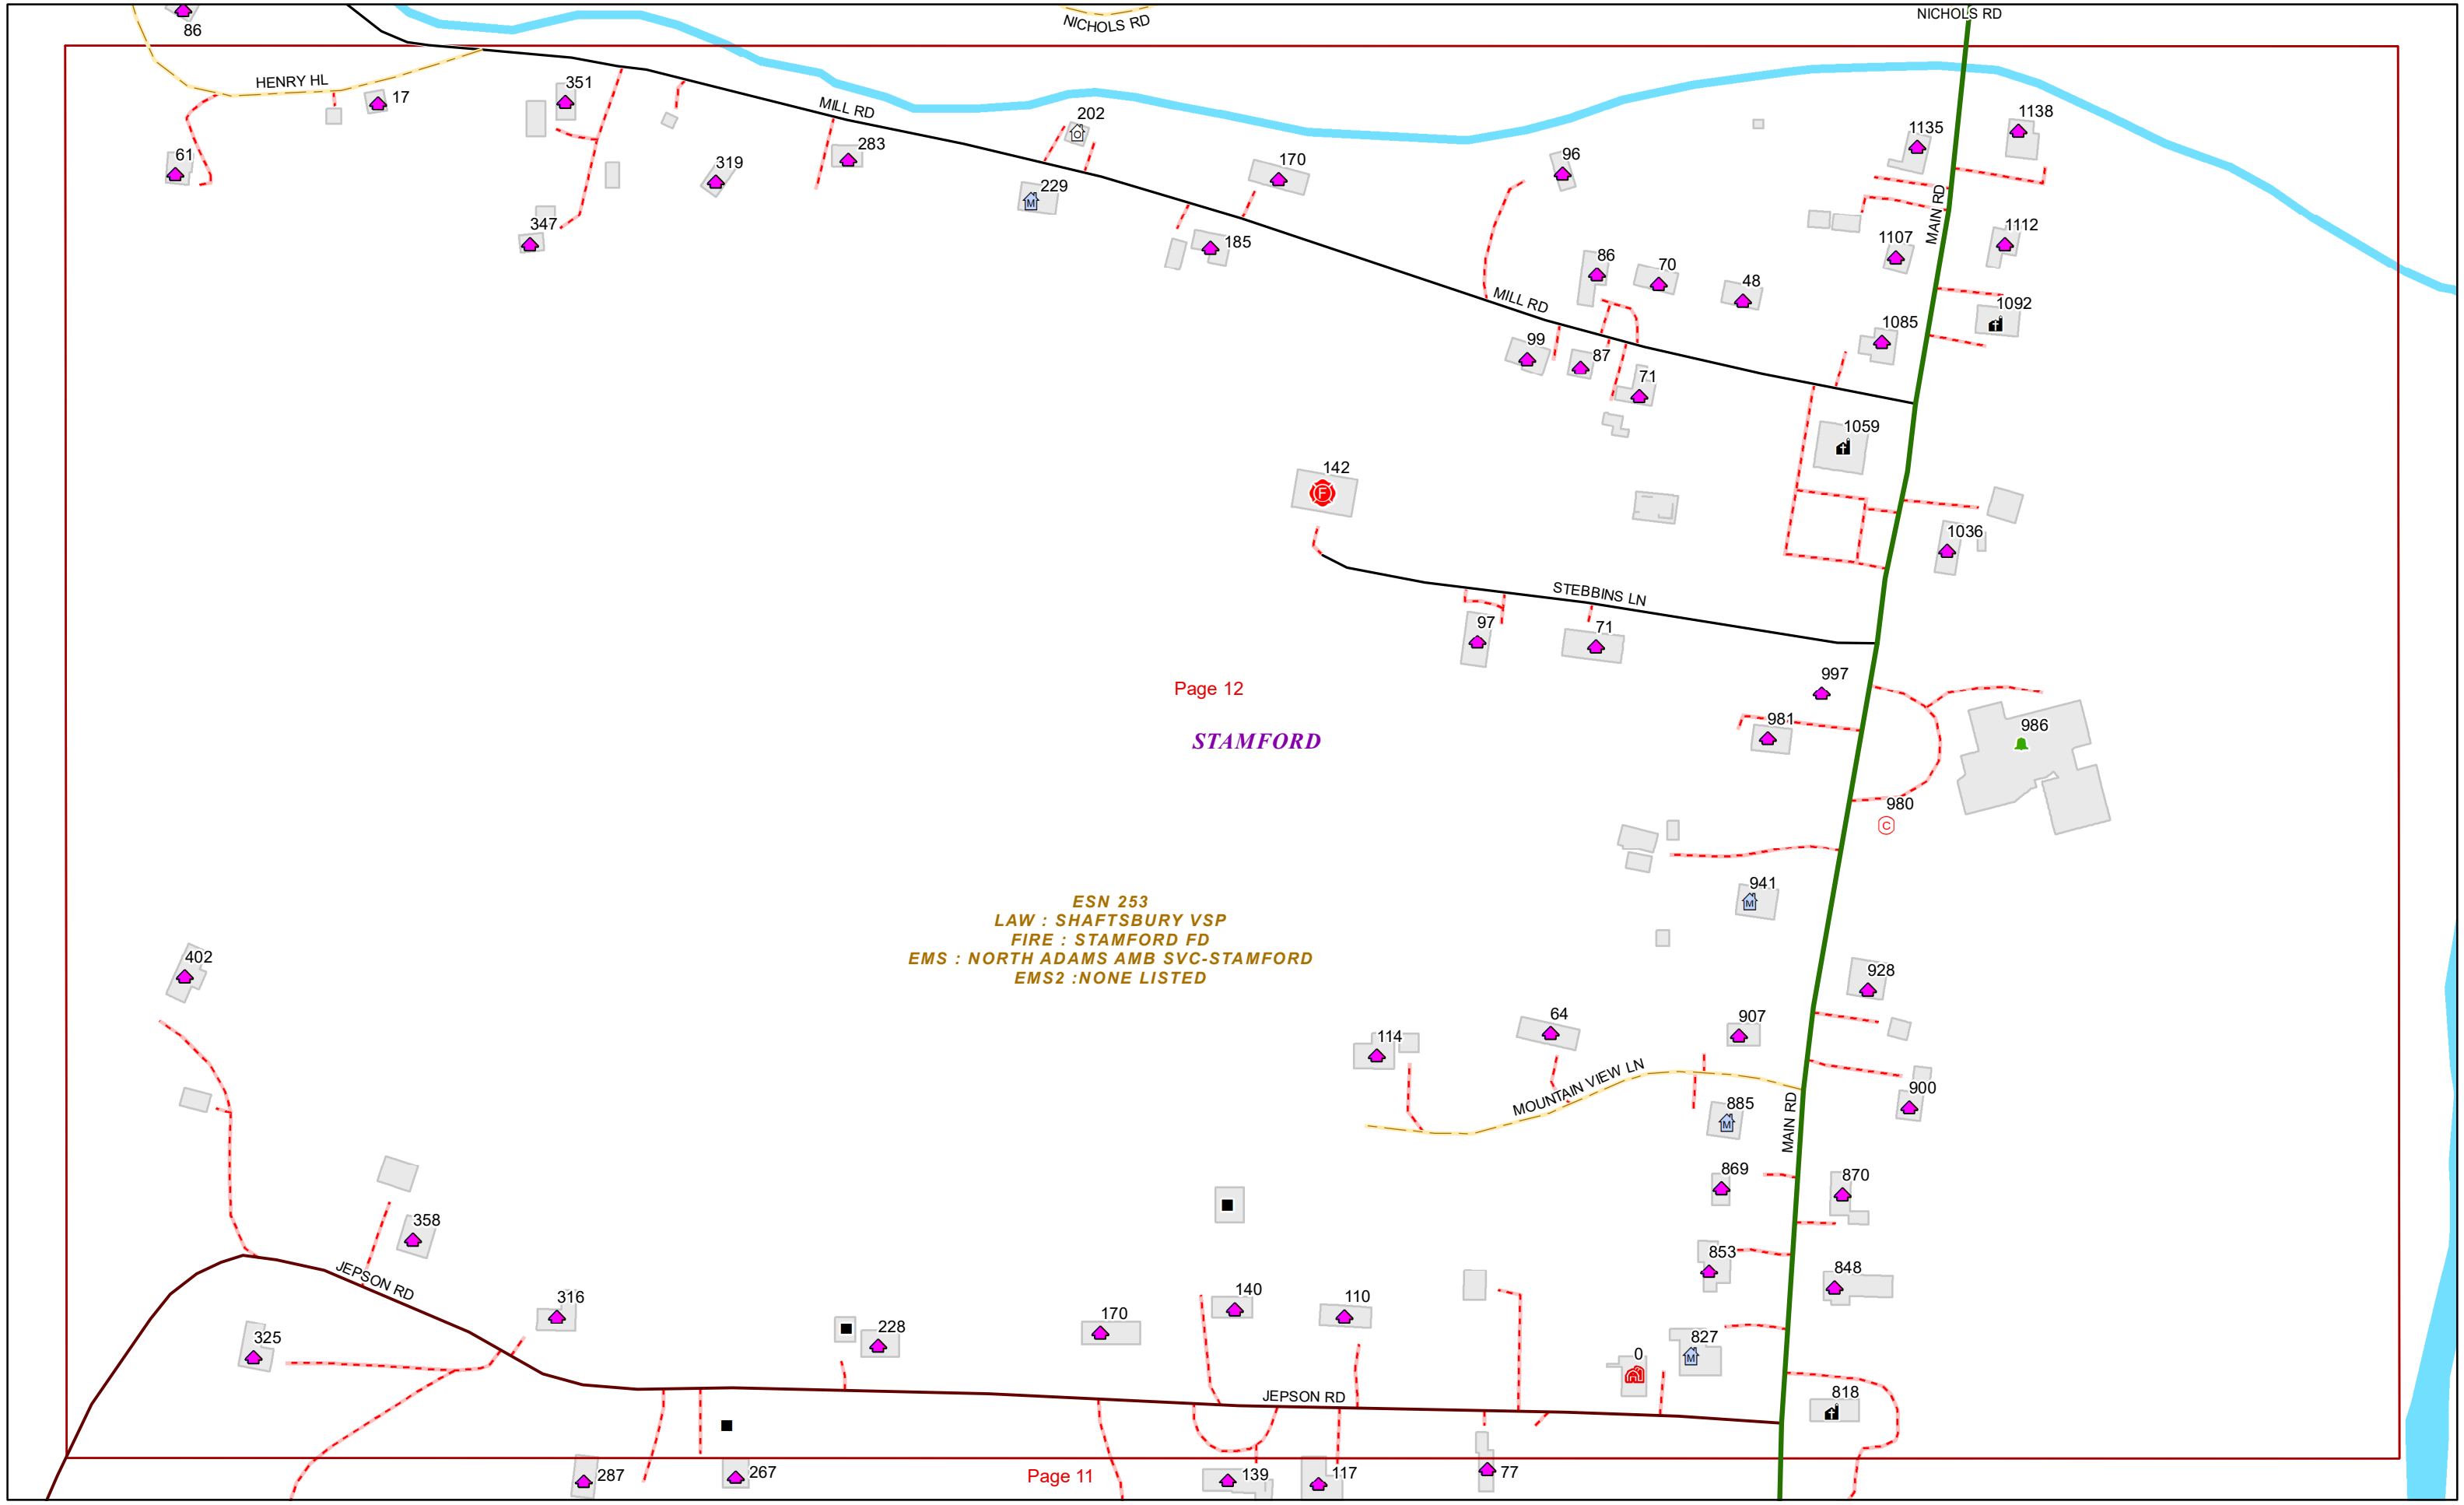 86
NICHOLS RD
NICHOLS RD
HENRY HL
17
351
MILL RD
202
1138
1135
61
319
283
170
96
229
MAIN RD
347
185
1112
1107
86
70
48
MILL RD
1092
1085
99
87
71
1059
142
F
1036
STEBBINS LN
97
71
997
Page 12
981
986
STAMFORD
980
C
941
M
ESN 253
LAW : SHAFTSBURY VSP
FIRE : STAMFORD FD
EMS : NORTH ADAMS AMB SVC-STAMFORD
EMS2 :NONE LISTED
402
928
64
907
114
MOUNTAIN VIEW LN
900
885
M
MAIN RD
869
870
358
853
848
JEPSON RD
316
140
110
170
228
325
827
M
0
JEPSON RD
818
287
267
Page 11
139
117
77